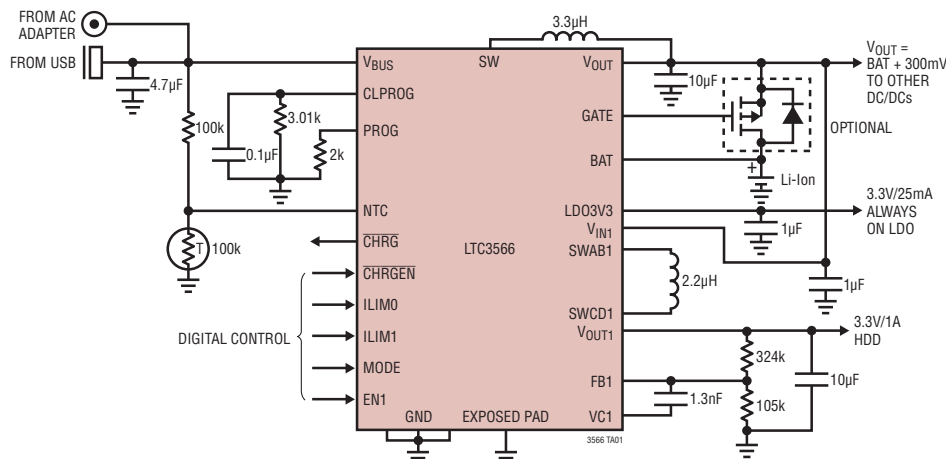 FROM AC
ADAPTER
FROM USB
4.7µF
100k
0.1µF
3.01k
2k
T 100k
DIGITAL CONTROL
VBUS
CLPROG
PROG
NTC
CHRG
CHRGEN
ILIM0
ILIM1
MODE
EN1
GND
EXPOSED PAD
LTC3566
SW
VOUT
GATE
BAT
LDO3V3
VIN1
SWAB1
SWCD1
VOUT1
FB1
VC1
3.3µH
10µF
VOUT =
BAT + 300mV
TO OTHER
DC/DCs
OPTIONAL
+
Li-Ion
3.3V/25mA
ALWAYS
ON LDO
1µF
1µF
2.2µH
3.3V/1A
HDD
324k
10µF
1.3nF
105k
3566 TA01